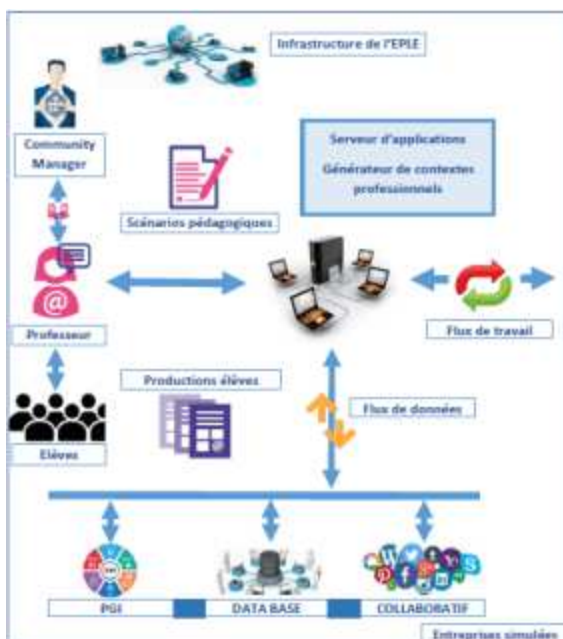 Infrastructure de l'EPLE
Community
Manager
Serveur d'applications
Générateur de contextes
professionnels
Scénarios pédagogiques
@
Professeur
Flux de travail
Productions élèves
Flux de données
Elèves
PGI
DATA BASE
COLLABORATIF
Entreprises simulées